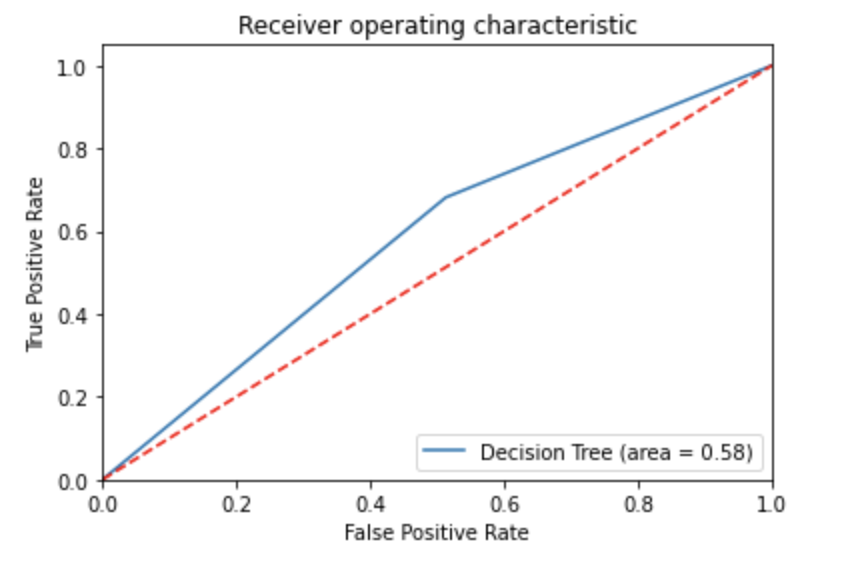 Receiver operating characteristic
True Positive Rate
1.0
0.8
0.6
0.4
0.2
0.0
Decision Tree (area = 0.58)
0.0 0.2 0.4 0.6 0.8 1.0
False Positive Rate